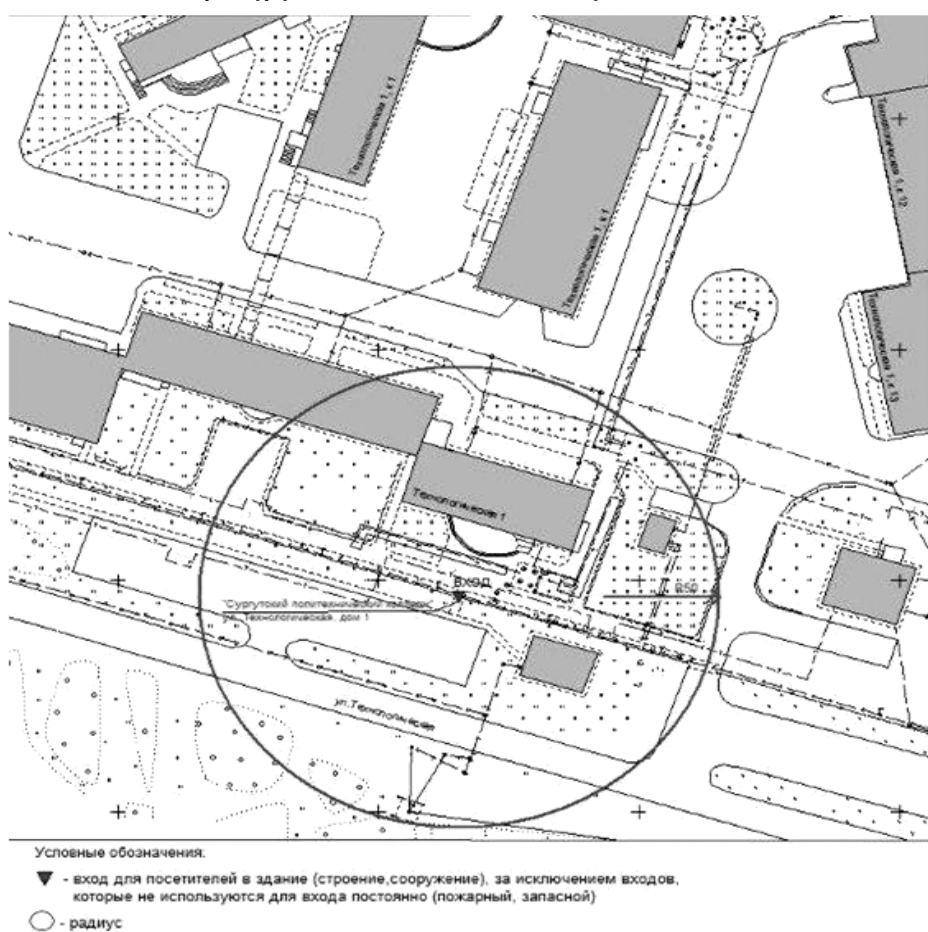 Технологическая 1, к 1
Технологическая 1, к 1
Технологическая 1, к 12
Технологическая 1, к 13
Технологическая 1
Вход
"Сургутский политехнический колледж"
ул. Технологическая, дом 1
R50
ул.Технологическая
Условные обозначения:
- вход для посетителей в здание (строение,сооружение), за исключением входов,
которые не используются для входа постоянно (пожарный, запасной)
- радиус